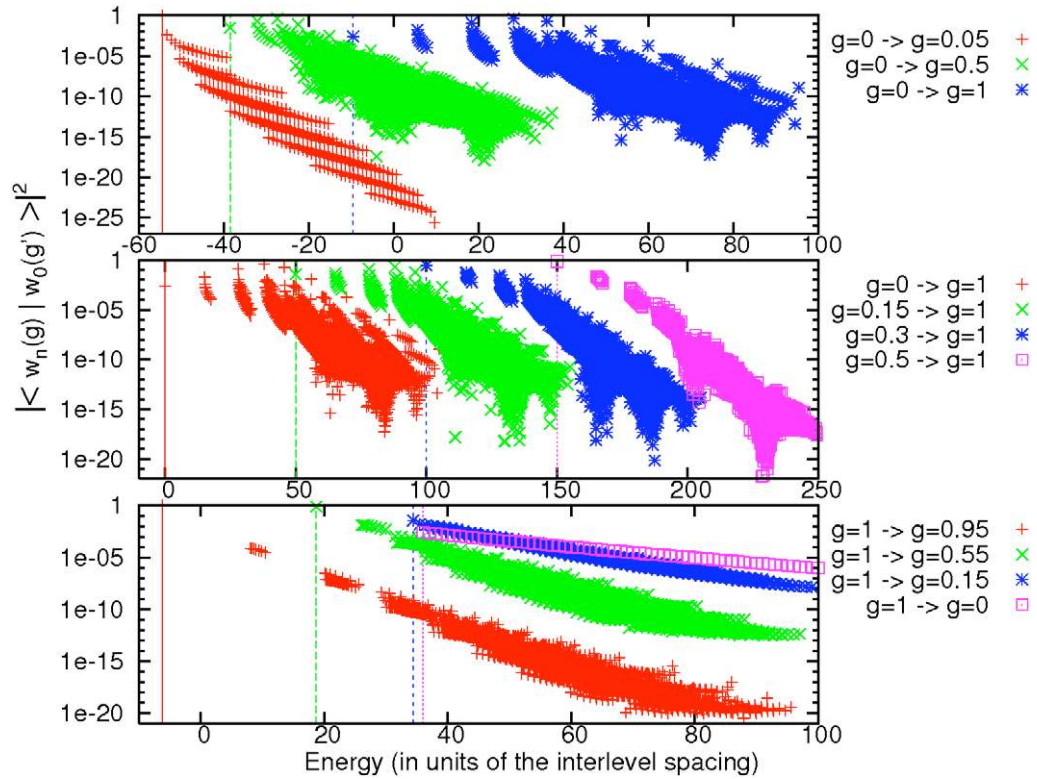 |< w_n(g) | w_0(g') >|^2
1
1e-05
1e-10
1e-15
1e-20
1e-25
-60 -40 -20 0 20 40 60 80 100
g=0 -> g=0.05
g=0 -> g=0.5
g=0 -> g=1
1
1e-05
1e-10
1e-15
1e-20
0 50 100 150 200 250
g=0 -> g=1
g=0.15 -> g=1
g=0.3 -> g=1
g=0.5 -> g=1
1
1e-05
1e-10
1e-15
1e-20
0 20 40 60 80 100
g=1 -> g=0.95
g=1 -> g=0.55
g=1 -> g=0.15
g=1 -> g=0
Energy (in units of the interlevel spacing)